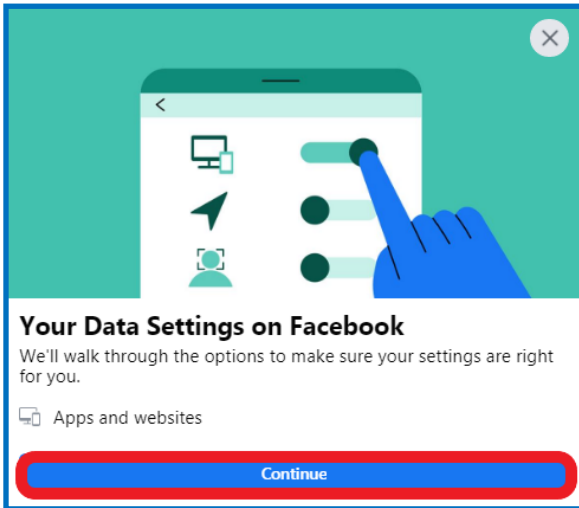 Your Data Settings on Facebook
We'll walk through the options to make sure your settings are right
for you.
Apps and websites
Continue